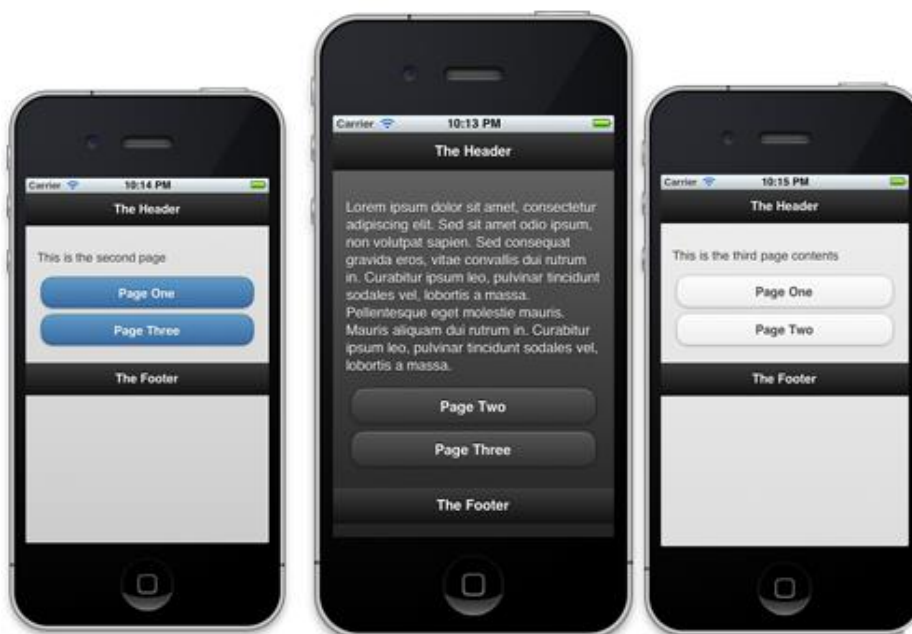 Carrier
10:14 PM
The Header
This is the second page
Page One
Page Three
The Footer
Carrier
10:13 PM
The Header
Lorem ipsum dolor sit amet, consectetur
adipiscing elit. Sed sit amet odio ipsum,
non volutpat sapien. Sed consequat
gravida eros, vitae convallis dui rutrum
in. Curabitur ipsum leo, pulvinar tincidunt
sodales vel, lobortis a massa.
Pellentesque eget molestie mauris.
Mauris aliquam dui rutrum in. Curabitur
ipsum leo, pulvinar tincidunt sodales vel,
lobortis a massa.
Page Two
Page Three
The Footer
Carrier
10:15 PM
The Header
This is the third page contents
Page One
Page Two
The Footer